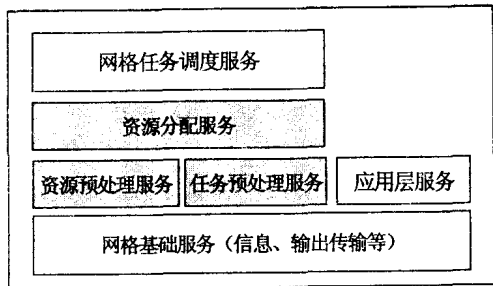 网格任务调度服务
资源分配服务
资源预处理服务 任务预处理服务 应用层服务
网格基础服务（信息、输出传输等）